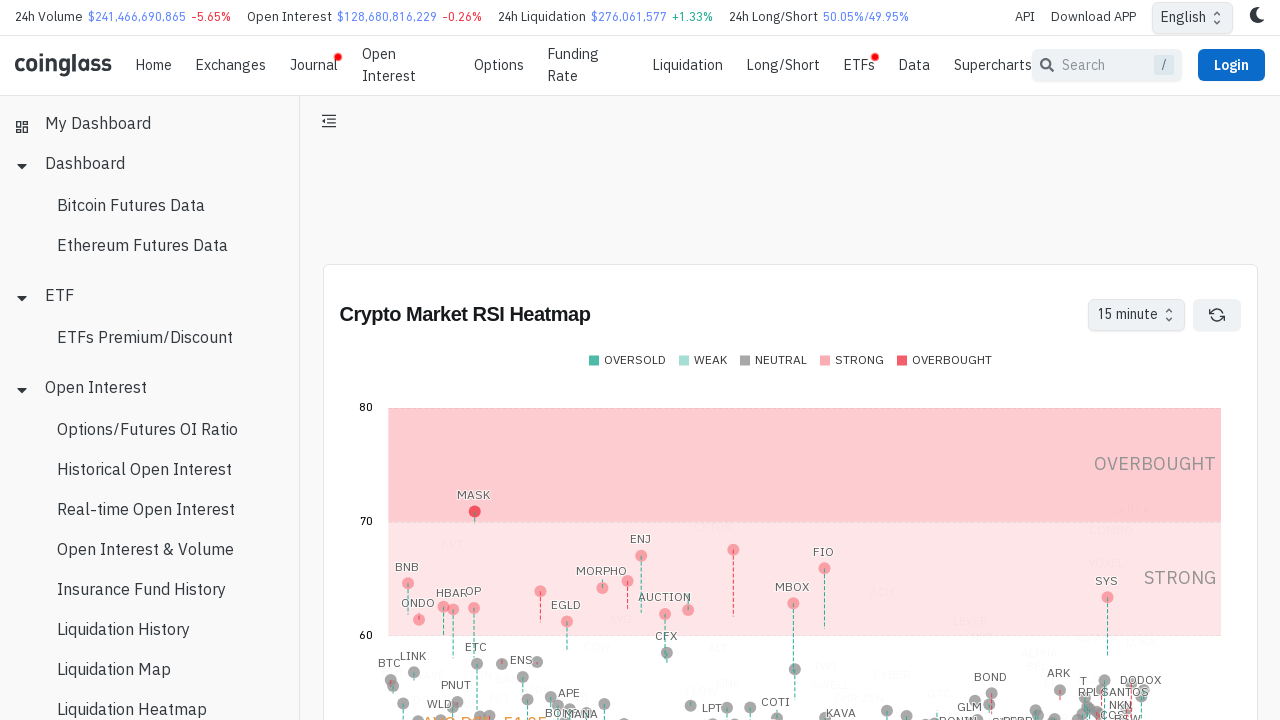 24h Volume $241,466,690,865 -5.65% Open Interest $128,680,816,229 -0.26% 24h Liquidation $276,061,577 +1.33% 24h Long/Short 50.05%/49.95% API Download APP English
coinglass Home Exchanges Journal Open Interest Options Funding Rate Liquidation Long/Short ETFs Data Supercharts Search / Login
My Dashboard
Dashboard
Bitcoin Futures Data
Ethereum Futures Data
ETF
ETFs Premium/Discount
Open Interest
Options/Futures OI Ratio
Historical Open Interest
Real-time Open Interest
Open Interest & Volume
Insurance Fund History
Liquidation History
Liquidation Map
Liquidation Heatmap
Crypto Market RSI Heatmap 15 minute
OVERSOLD WEAK NEUTRAL STRONG OVERBOUGHT
80
OVERBOUGHT
MASK
70
ENJ
FIO
BNB MORPHO STRONG
MBOX SYS
HBAR OP
ONDO EGLD AUCTION
60
CFX
ETC
BTC LINK ENS
ARK BOND DODOX
T
PNUT APE RPL SANTOS
WLD LPT COTI GLM NKN
MANA KAVA